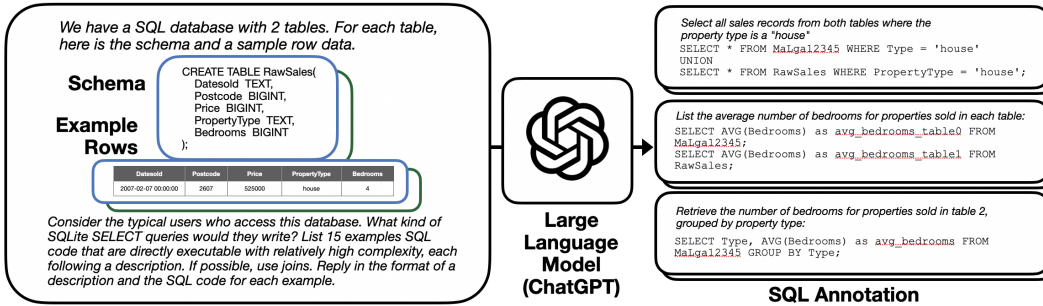 We have a SQL database with 2 tables. For each table,
here is the schema and a sample row data.
Schema
CREATE TABLE RawSales(
Datesold TEXT,
Postcode BIGINT,
Price BIGINT,
PropertyType TEXT,
Bedrooms BIGINT
);
Example
Rows
Datesold Postcode Price PropertyType Bedrooms
2007-02-07 00:00:00 2607 525000 house 4
Consider the typical users who access this database. What kind of
SQLite SELECT queries would they write? List 15 examples SQL
code that are directly executable with relatively high complexity, each
following a description. If possible, use joins. Reply in the format of a
description and the SQL code for each example.
Large
Language
Model
(ChatGPT)
Select all sales records from both tables where the
property type is a "house"
SELECT * FROM MaLga12345 WHERE Type = 'house'
UNION
SELECT * FROM RawSales WHERE PropertyType = 'house';
List the average number of bedrooms for properties sold in each table:
SELECT AVG(Bedrooms) as avg_bedrooms_table0 FROM
MaLga12345;
SELECT AVG(Bedrooms) as avg_bedrooms_table1 FROM
RawSales;
Retrieve the number of bedrooms for properties sold in table 2,
grouped by property type:
SELECT Type, AVG(Bedrooms) as avg_bedrooms FROM
MaLga12345 GROUP BY Type;
SQL Annotation